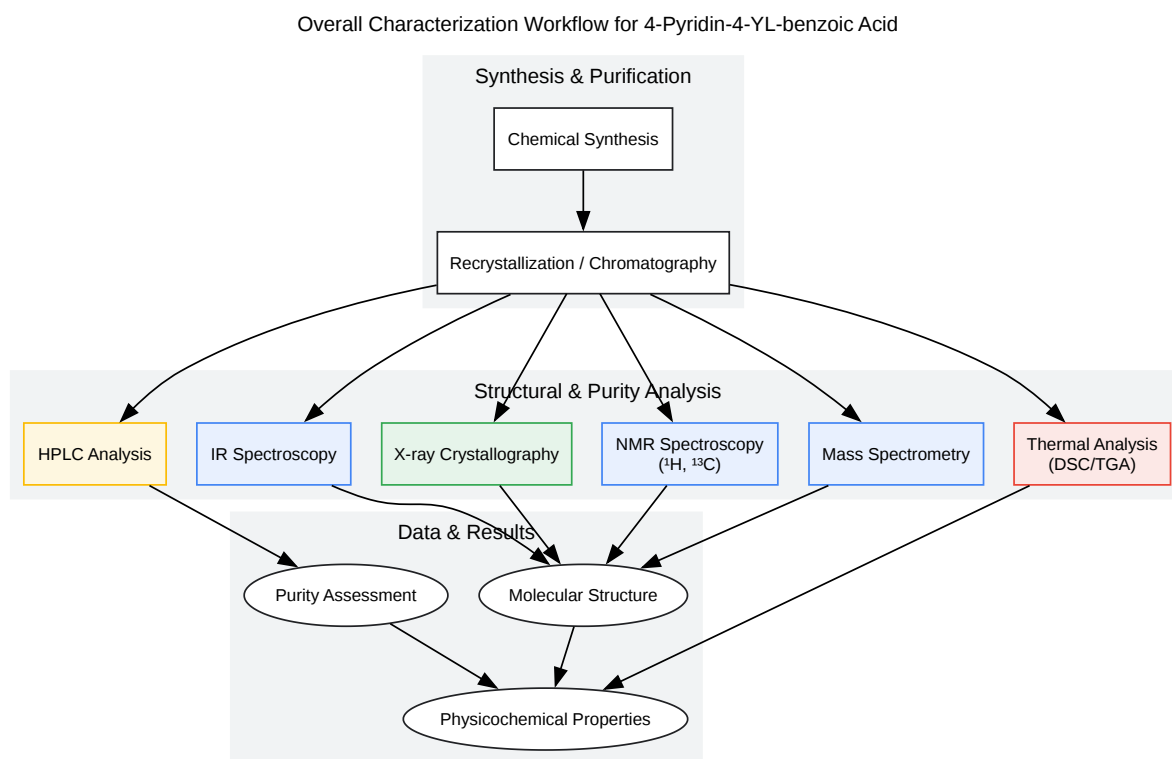 Overall Characterization Workflow for 4-Pyridin-4-YL-benzoic Acid
Synthesis & Purification
Chemical Synthesis
Recrystallization / Chromatography
Structural & Purity Analysis
HPLC Analysis
IR Spectroscopy
X-ray Crystallography
NMR Spectroscopy
(¹H, ¹³C)
Mass Spectrometry
Thermal Analysis
(DSC/TGA)
Data & Results
Purity Assessment
Molecular Structure
Physicochemical Properties